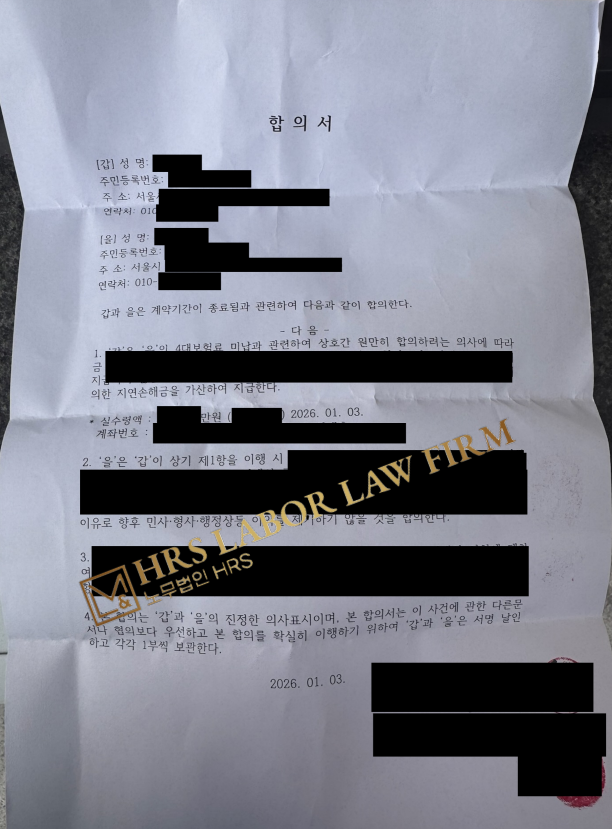 합 의 서
[갑] 성 명:
주민등록번호:
주 소: 서울시
연락처: 010
[을] 성 명:
주민등록번호:
주 소: 서울시
연락처: 010-
갑과 을은 계약기간이 종료됨과 관련하여 다음과 같이 합의한다.
- 다 음 -
1. '갑'은 '을'의 4대보험료 미납과 관련하여 상호간 원만히 합의하려는 의사에 따라
금
지급
의한 지연손해금을 가산하여 지급한다.
* 실수령액 : 만원 ( ) 2026. 01. 03.
계좌번호 :
2. '을'은 '갑'이 상기 제1항을 이행 시
이유로 향후 민사·형사·행정상등 이의를 제기하지 않을 것을 합의한다.
3.
여
HRS LABOR LAW FIRM
노무법인 HRS
M&
4. 본 합의는 '갑'과 '을'의 진정한 의사표시이며, 본 합의서는 이 사건에 관한 다른문
서나 협의보다 우선하고 본 합의를 확실히 이행하기 위하여 '갑'과 '을'은 서명 날인
하고 각각 1부씩 보관한다.
2026. 01. 03.